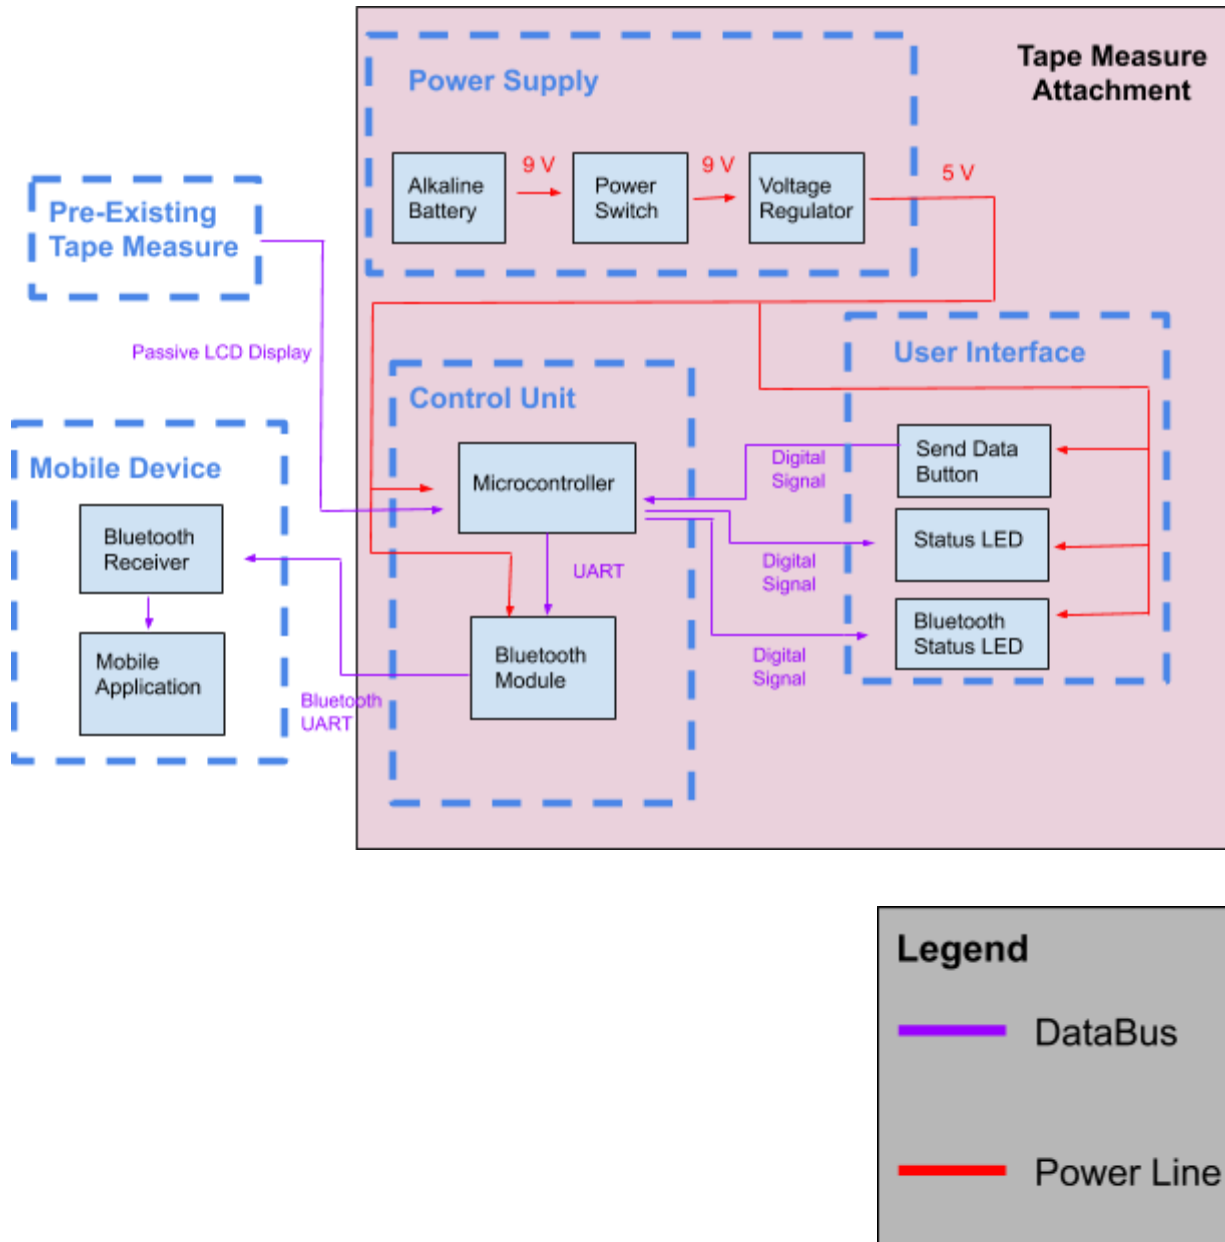 Tape Measure
Attachment
Power Supply
Alkaline
Battery
9 V
Power
Switch
9 V
Voltage
Regulator
5 V
Pre-Existing
Tape Measure
Passive LCD Display
User Interface
Control Unit
Mobile Device
Microcontroller
Digital
Signal
Send Data
Button
Bluetooth
Receiver
UART
Digital
Signal
Status LED
Mobile
Application
Bluetooth
UART
Bluetooth
Module
Digital
Signal
Bluetooth
Status LED
Legend
DataBus
Power Line